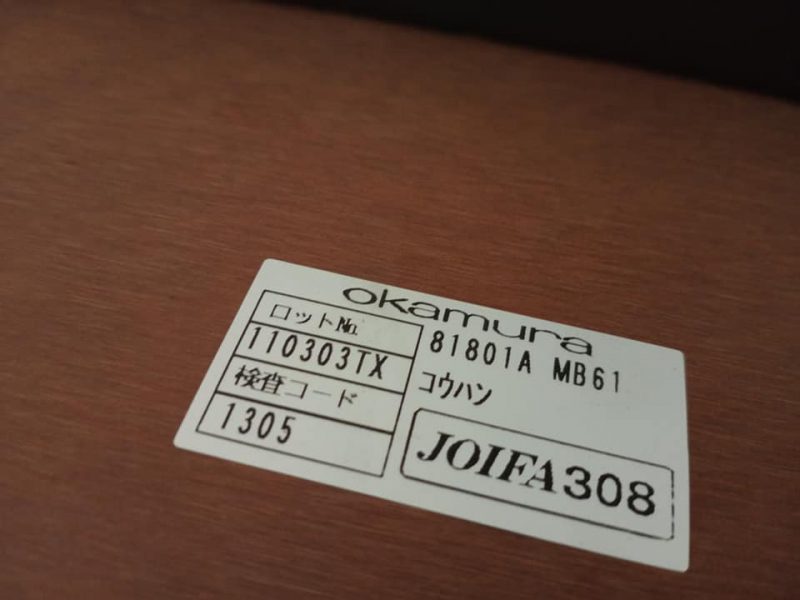 okamura
ロット№
110303TX
検査コード
1305
81801A MB61
コウハン
JOIFA308